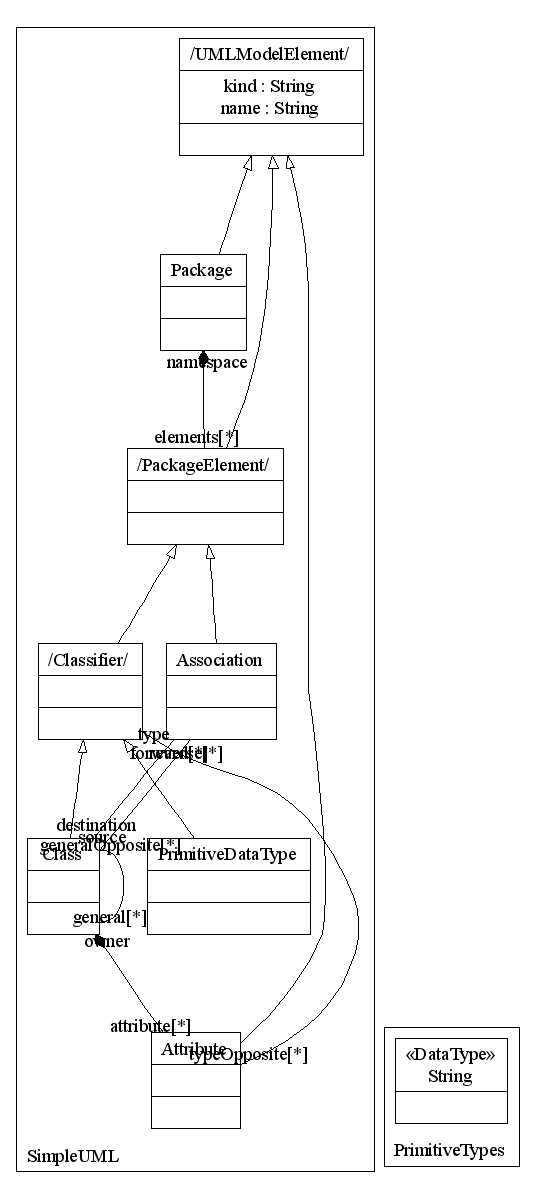 /UMLModelElement/
kind : String
name : String
Package
namespace
elements[*]
/PackageElement/
/Classifier/
Association
type
forward[*]
reverse[*]
destination
source
generalOpposite[*]
Class
PrimitiveDataType
general[*]
owner
attribute[*]
Attribute
typeOpposite[*]
«DataType»
String
PrimitiveTypes
SimpleUML